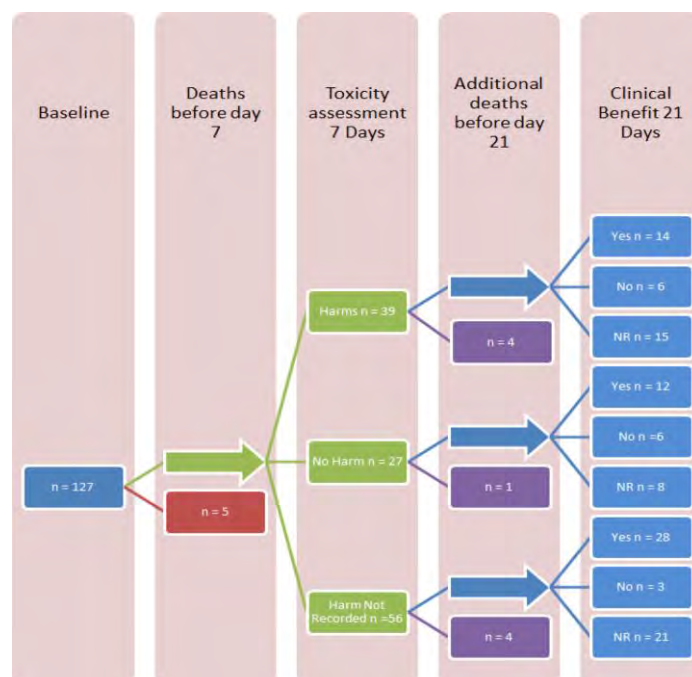 Baseline
Deaths
before day
7
Toxicity
assessment
7 Days
Additional
deaths
before day
21
Clinical
Benefit 21
Days
n = 127
n = 5
Harms n = 39
No Harm n = 27
Harm Not
Recorded n =56
n = 4
n = 1
n = 4
Yes n = 14
No n = 6
NR n = 15
Yes n = 12
No n =6
NR n = 8
Yes n = 28
No n = 3
NR n = 21